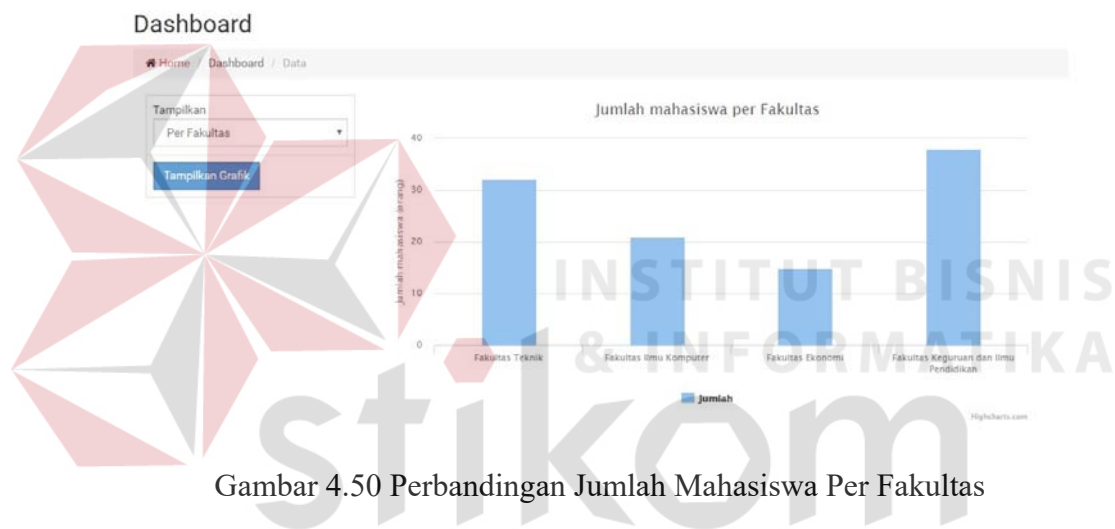 Dashboard
Home / Dashboard / Data
Tampilkan
Per Fakultas
Tampilkan Grafik
Jumlah mahasiswa per Fakultas
Jumlah mahasiswa (orang)
40
30
20
10
0
Fakultas Teknik
Fakultas Ilmu Komputer
Fakultas Ekonomi
Fakultas Keguruan dan Ilmu
Pendidikan
Jumlah
Highcharts.com
INSTITUT BISNIS
& INFORMATIKA
stikom
Gambar 4.50 Perbandingan Jumlah Mahasiswa Per Fakultas